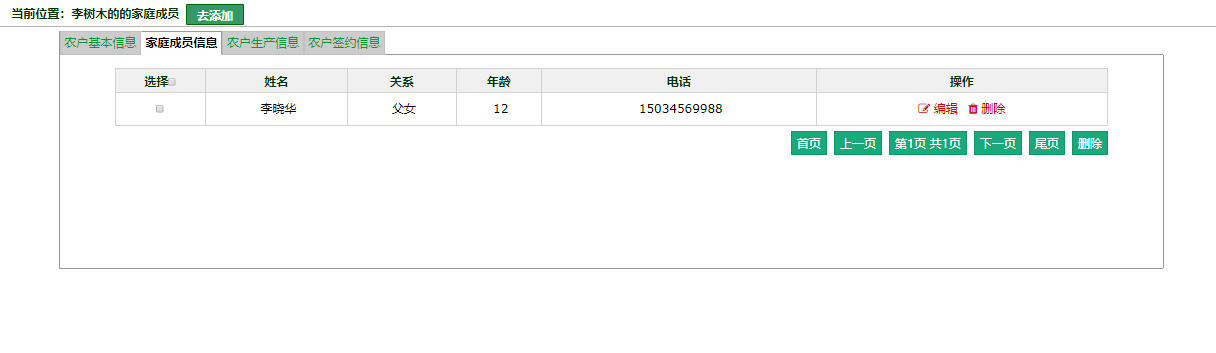 当前位置：李树木的的家庭成员 去添加
农户基本信息 家庭成员信息 农户生产信息 农户签约信息
选择 姓名 关系 年龄 电话 操作
李晓华 父女 12 15034569988 编辑 删除
首页 上一页 第1页 共1页 下一页 尾页 删除